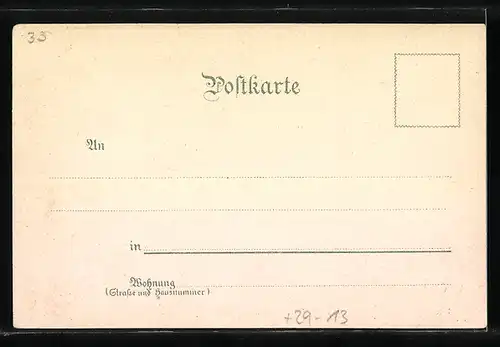 35
Postkarte
An
in
Wohnung
(Straße und Hausnummer)
+29-13